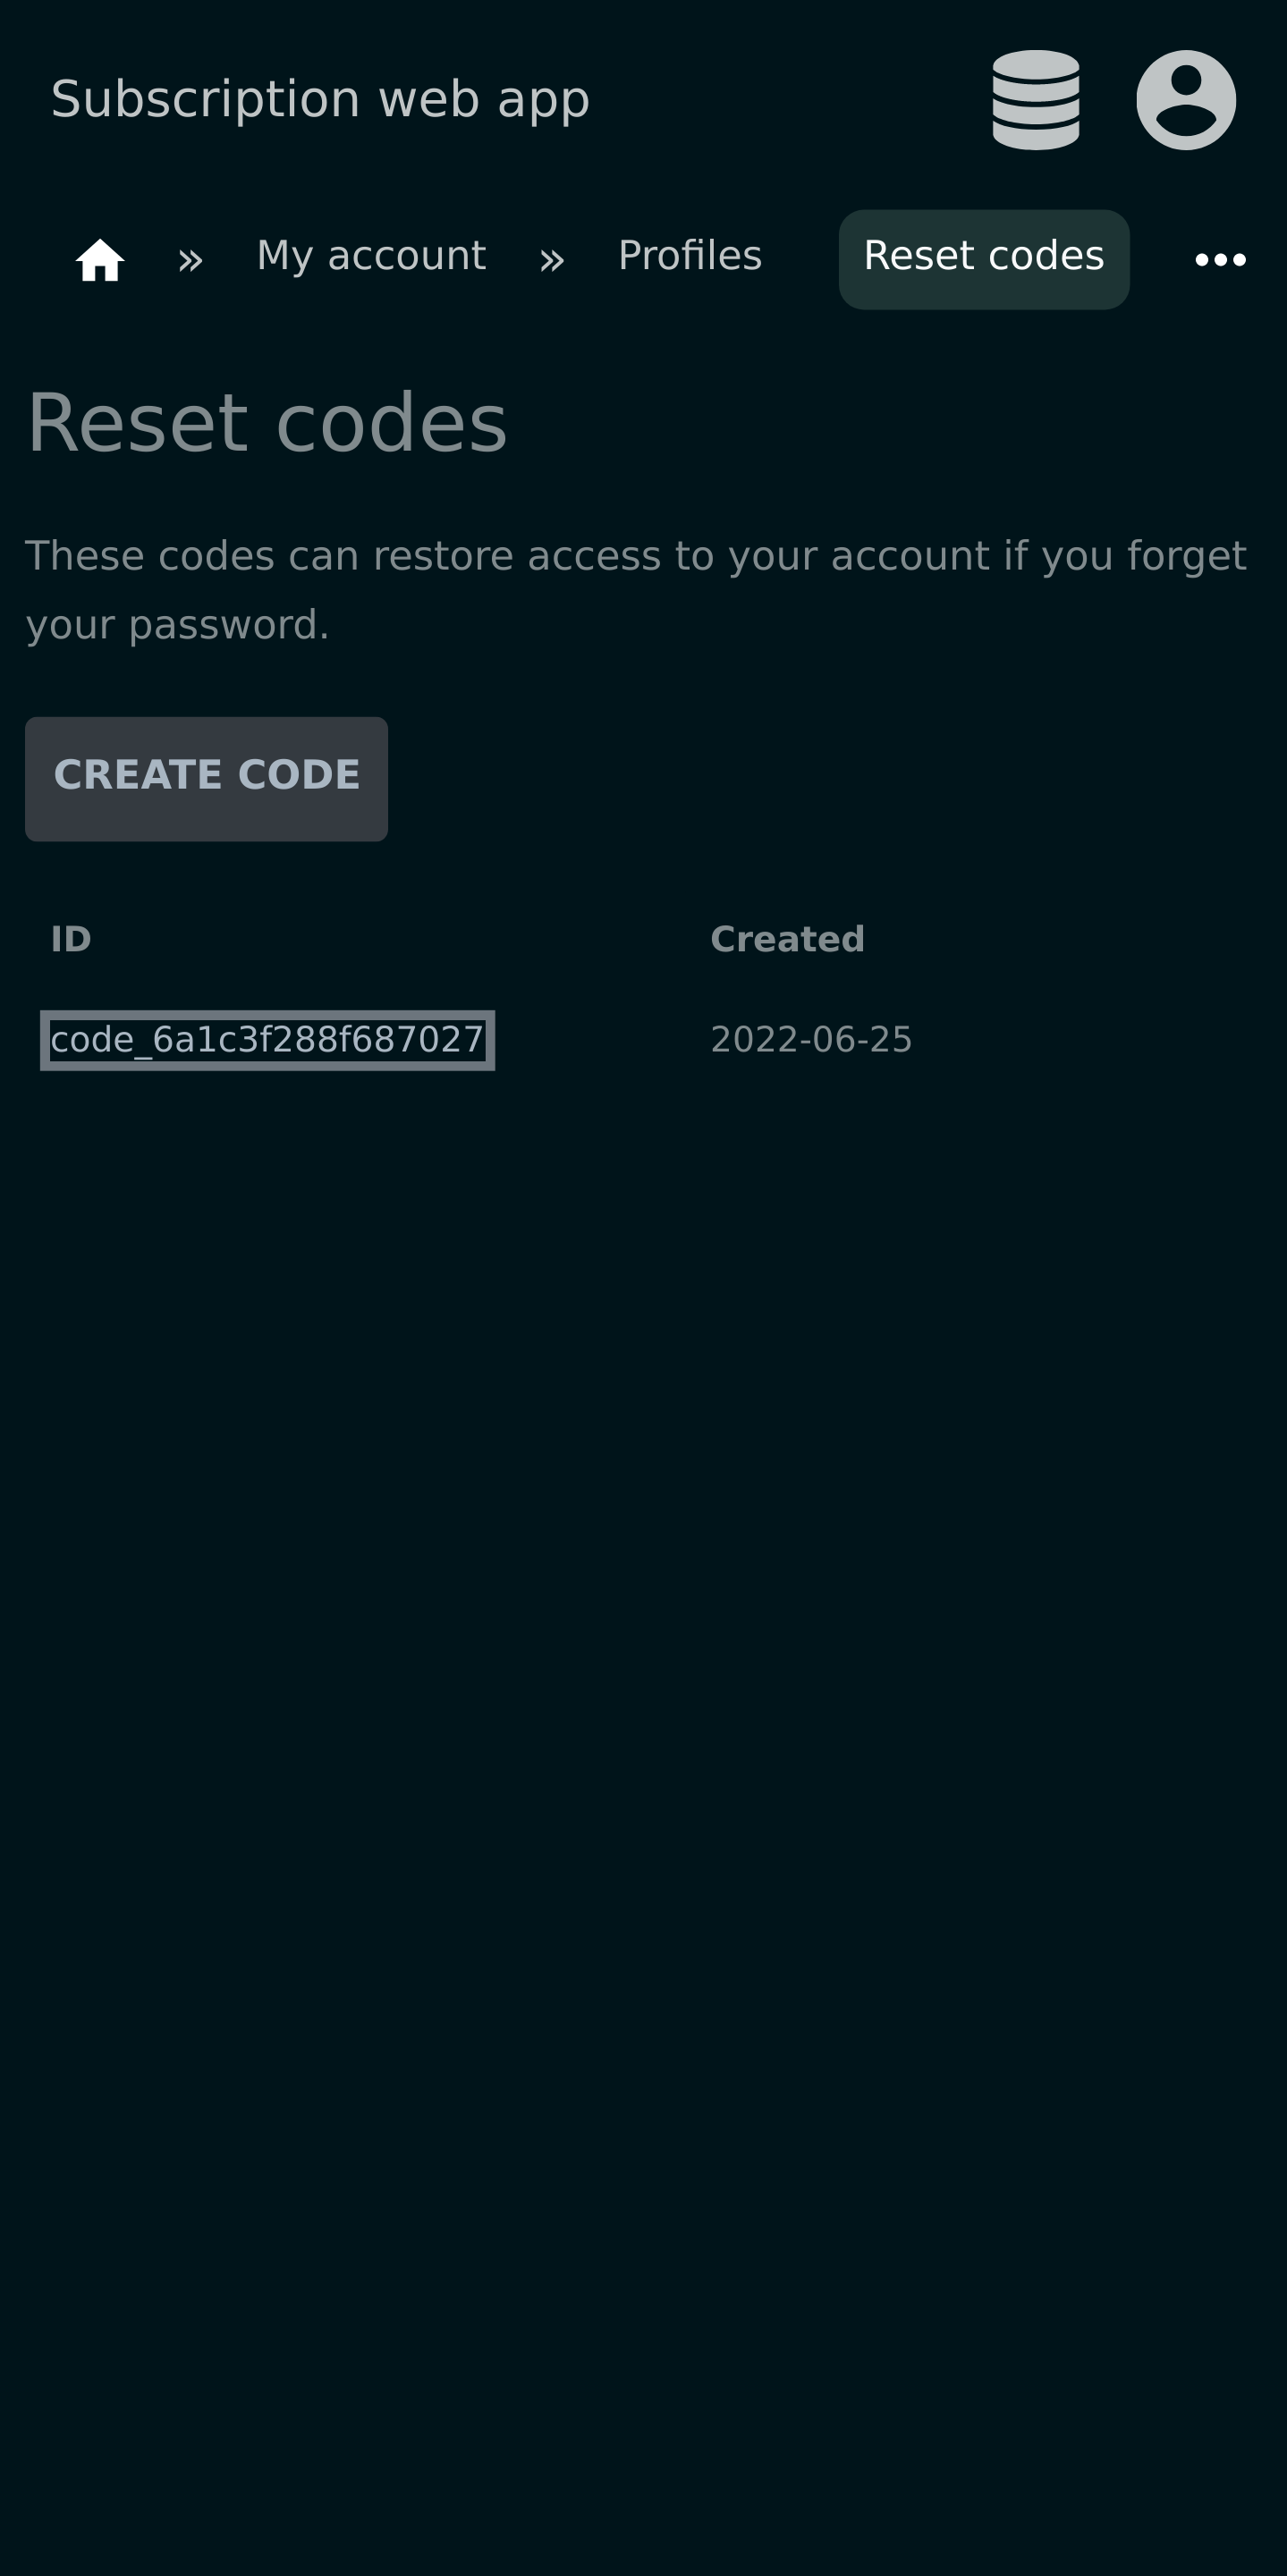 Subscription web app
» My account » Profiles Reset codes
Reset codes
These codes can restore access to your account if you forget
your password.
CREATE CODE
ID Created
code_6a1c3f288f687027 2022-06-25